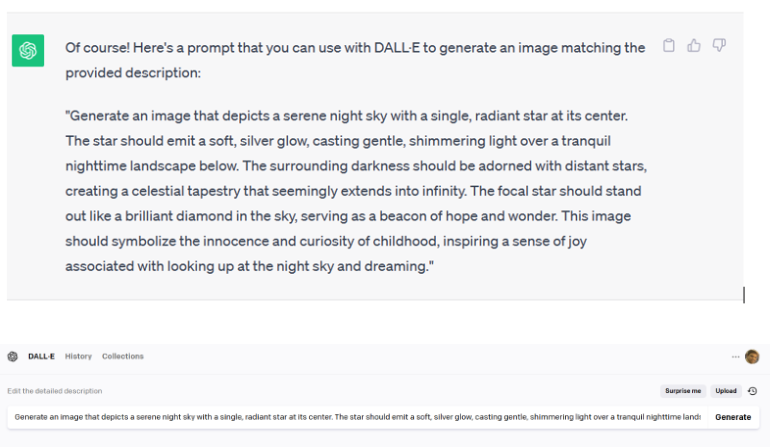 Of course! Here's a prompt that you can use with DALL·E to generate an image matching the
provided description:
"Generate an image that depicts a serene night sky with a single, radiant star at its center.
The star should emit a soft, silver glow, casting gentle, shimmering light over a tranquil
nighttime landscape below. The surrounding darkness should be adorned with distant stars,
creating a celestial tapestry that seemingly extends into infinity. The focal star should stand
out like a brilliant diamond in the sky, serving as a beacon of hope and wonder. This image
should symbolize the innocence and curiosity of childhood, inspiring a sense of joy
associated with looking up at the night sky and dreaming."
DALL·E History Collections
Edit the detailed description
Surprise me Upload
Generate an image that depicts a serene night sky with a single, radiant star at its center. The star should emit a soft, silver glow, casting gentle, shimmering light over a tranquil nighttime lands
Generate